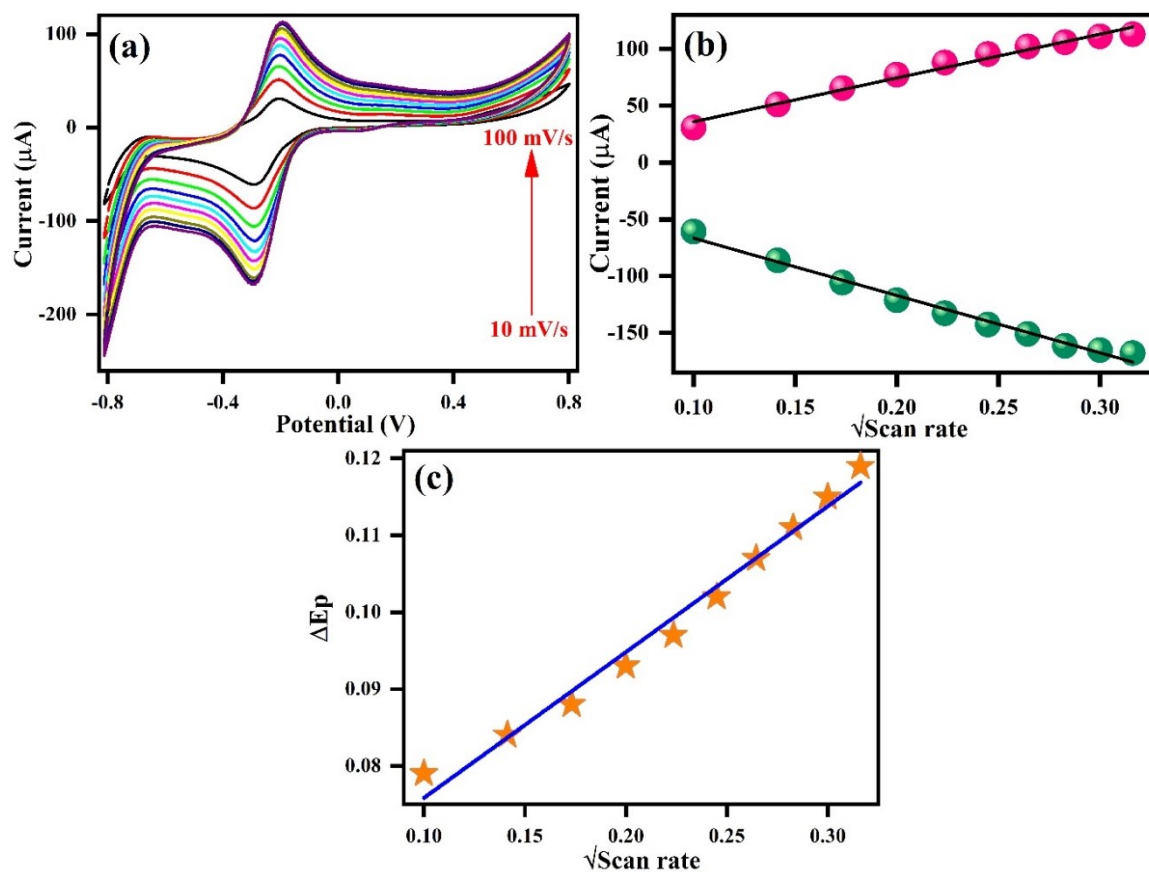 (a)
100
0
-100
-200
Current (μA)
100 mV/s
10 mV/s
-0.8 -0.4 0.0 0.4 0.8
Potential (V)
(b)
100
50
0
-50
-100
-150
Current (μA)
0.10 0.15 0.20 0.25 0.30
√Scan rate
(c)
0.12
0.11
0.10
0.09
0.08
ΔEp
0.10 0.15 0.20 0.25 0.30
√Scan rate